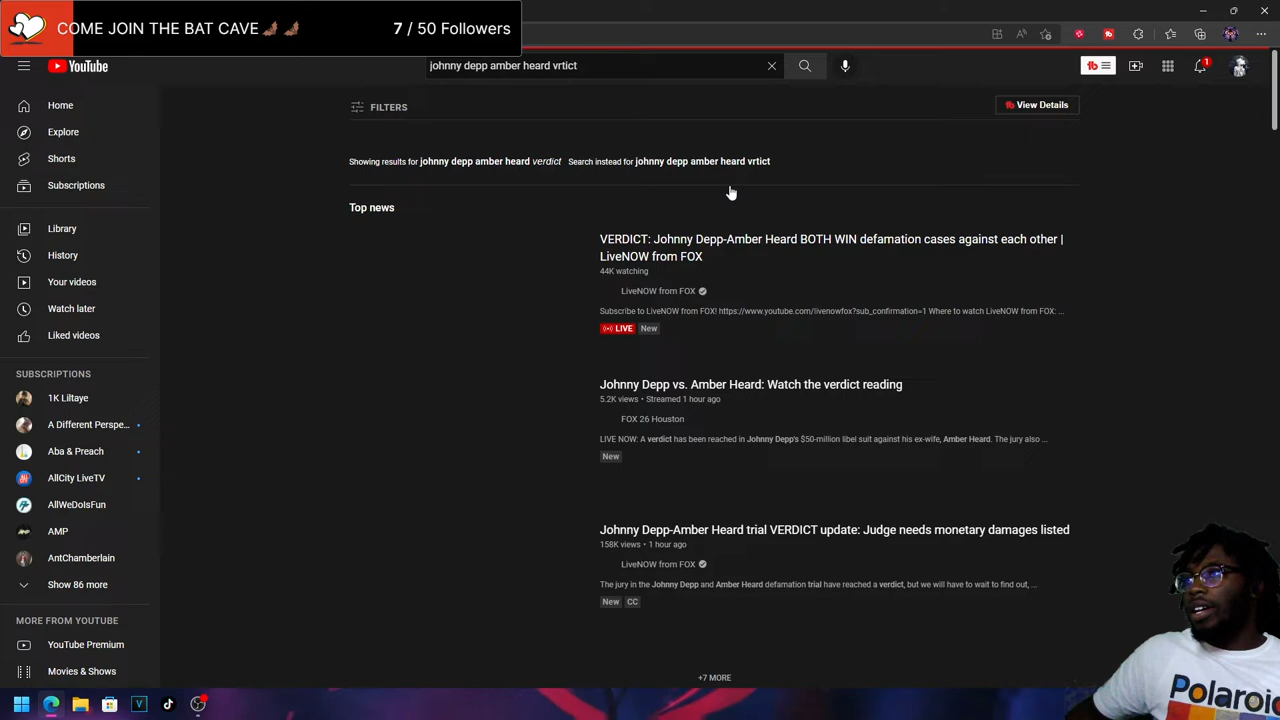 COME JOIN THE BAT CAVE🦇🦇 7 / 50 Followers
YouTube
johnny depp amber heard vrtict
1
Home
Explore
Shorts
Subscriptions
Library
History
Your videos
Watch later
Liked videos
SUBSCRIPTIONS
1K Liltaye
A Different Perspe...
Aba & Preach
AllCity LiveTV
AllWeDoIsFun
AMP
AntChamberlain
Show 86 more
MORE FROM YOUTUBE
YouTube Premium
Movies & Shows
FILTERS
View Details
Showing results for johnny depp amber heard verdict Search instead for johnny depp amber heard vrtict
Top news
VERDICT: Johnny Depp-Amber Heard BOTH WIN defamation cases against each other |
LiveNOW from FOX
44K watching
LiveNOW from FOX
Subscribe to LiveNOW from FOX! https://www.youtube.com/livenowfox?sub_confirmation=1 Where to watch LiveNOW from FOX: ...
LIVE New
Johnny Depp vs. Amber Heard: Watch the verdict reading
5.2K views • Streamed 1 hour ago
FOX 26 Houston
LIVE NOW: A verdict has been reached in Johnny Depp's $50-million libel suit against his ex-wife, Amber Heard. The jury also ...
New
Johnny Depp-Amber Heard trial VERDICT update: Judge needs monetary damages listed
158K views • 1 hour ago
LiveNOW from FOX
The jury in the Johnny Depp and Amber Heard defamation trial have reached a verdict, but we will have to wait to find out, ...
New CC
+7 MORE
Polaroid